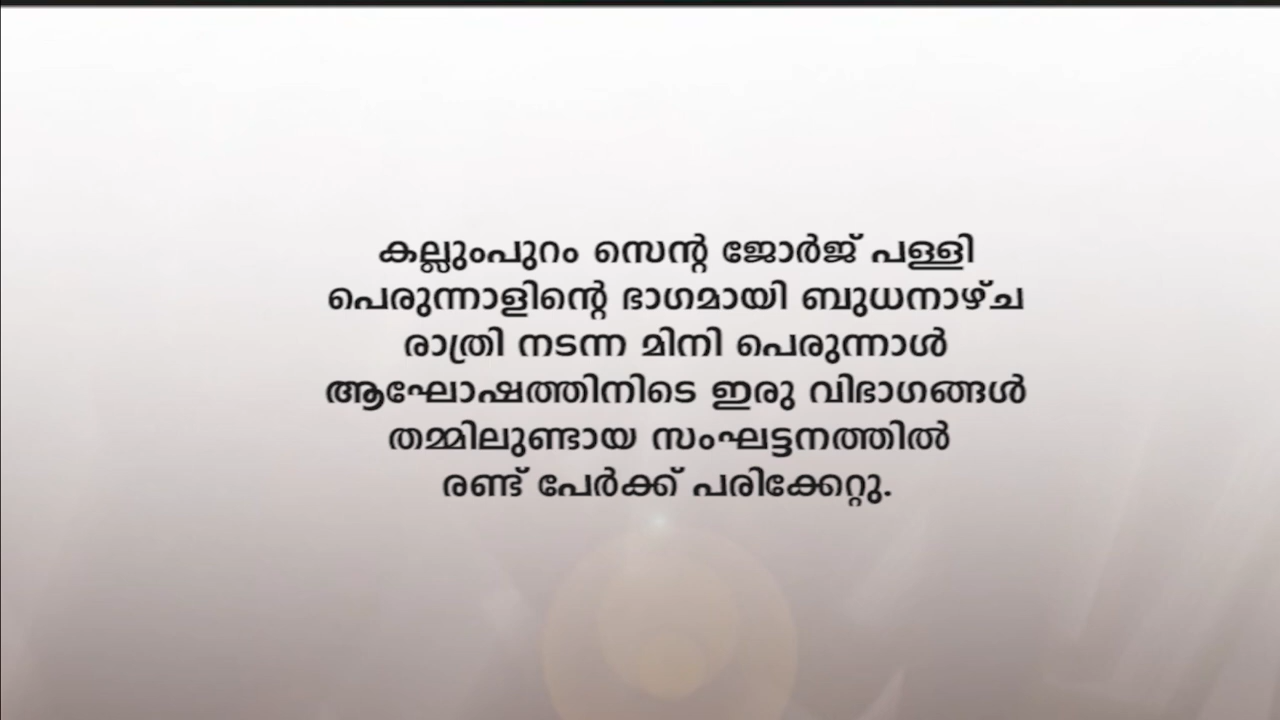 കല്ലുംപുറം സെന്റ ജോർജ് പള്ളി
പെരുന്നാളിന്റെ ഭാഗമായി ബുധനാഴ്ച
രാത്രി നടന്ന മിനി പെരുന്നാൾ
ആഘോഷത്തിനിടെ ഇരു വിഭാഗങ്ങൾ
തമ്മിലുണ്ടായ സംഘട്ടനത്തിൽ
രണ്ട് പേർക്ക് പരിക്കേറ്റു.